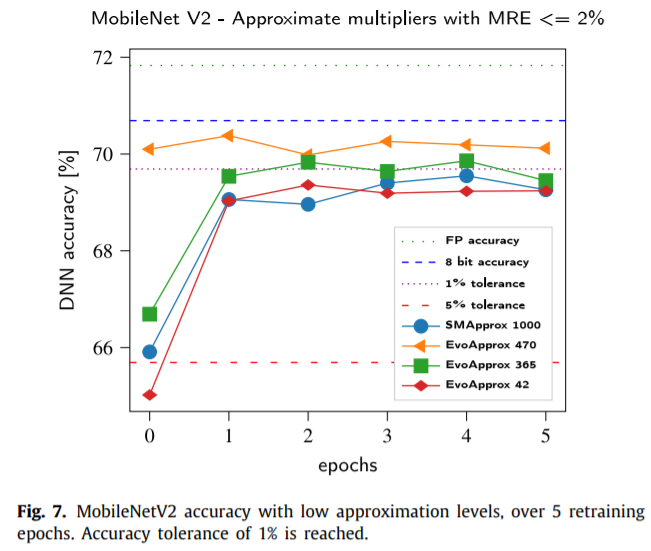 MobileNet V2 - Approximate multipliers with MRE <= 2%
72
70
68
66
DNN accuracy [%]
FP accuracy
8 bit accuracy
1% tolerance
5% tolerance
SMApprox 1000
EvoApprox 470
EvoApprox 365
EvoApprox 42
0 1 2 3 4 5
epochs
Fig. 7. MobileNetV2 accuracy with low approximation levels, over 5 retraining
epochs. Accuracy tolerance of 1% is reached.